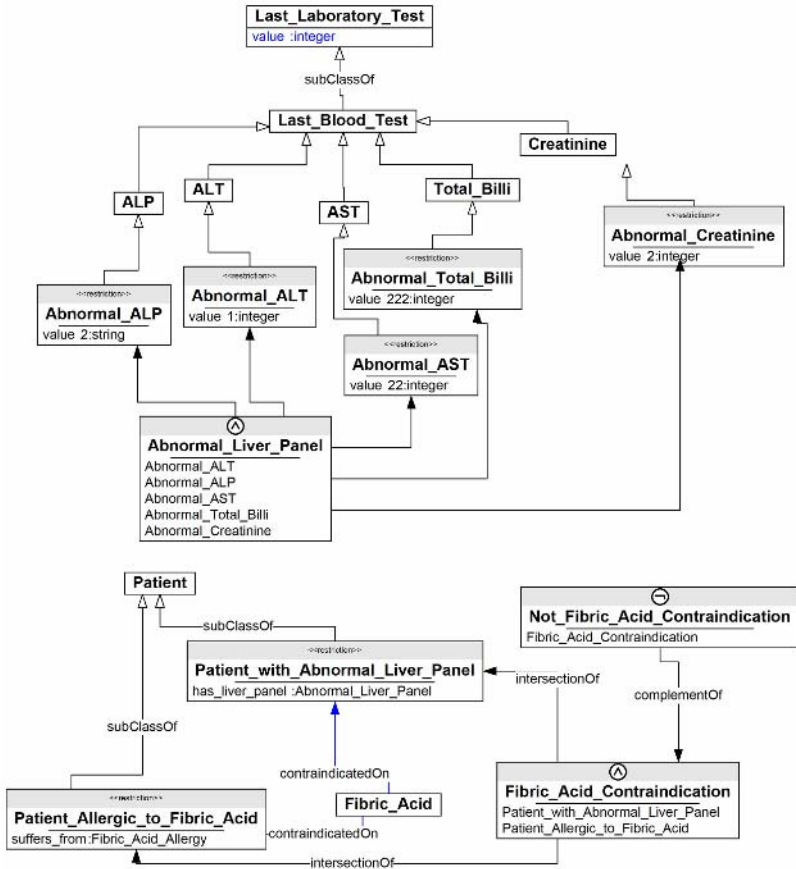 Last_Laboratory_Test
value :integer
subClassOf
Last_Blood_Test
Creatinine
ALT
Total_Billi
ALP
AST
<<restriction>>
Abnormal_Creatinine
value 2:integer
<<restriction>>
Abnormal_Total_Billi
value 222:integer
<<restriction>>
Abnormal_ALT
value 1:integer
<<restriction>>
Abnormal_ALP
value 2:string
<<restriction>>
Abnormal_AST
value 22:integer
Abnormal_Liver_Panel
Abnormal_ALT
Abnormal_ALP
Abnormal_AST
Abnormal_Total_Billi
Abnormal_Creatinine
Patient
subClassOf
<<restriction>>
Patient_with_Abnormal_Liver_Panel
has_liver_panel :Abnormal_Liver_Panel
Not_Fibric_Acid_Contraindication
Fibric_Acid_Contraindication
intersectionOf
complementOf
subClassOf
contraindicatedOn
Fibric_Acid
Fibric_Acid_Contraindication
Patient_with_Abnormal_Liver_Panel
Patient_Allergic_to_Fibric_Acid
<<restriction>>
Patient_Allergic_to_Fibric_Acid
suffers_from:Fibric_Acid_Allergy
contraindicatedOn
intersectionOf